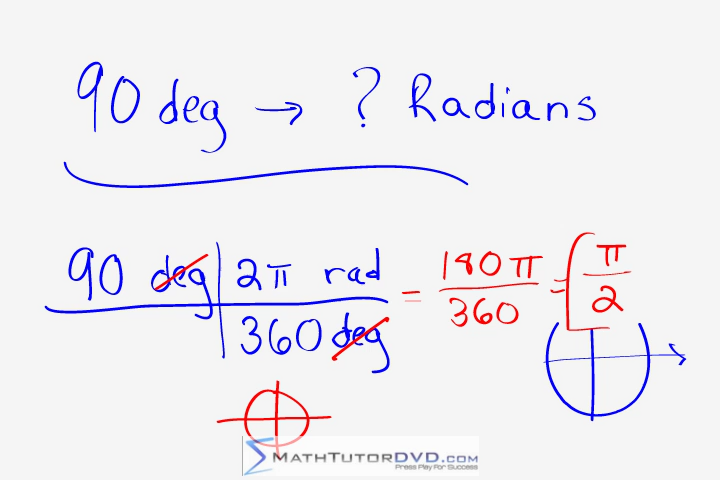 90 deg → ? Radians
90 deg | 2π rad = 180π = π
360 deg 360 2
MATHTUTORDVD.COM
Press Play For Success